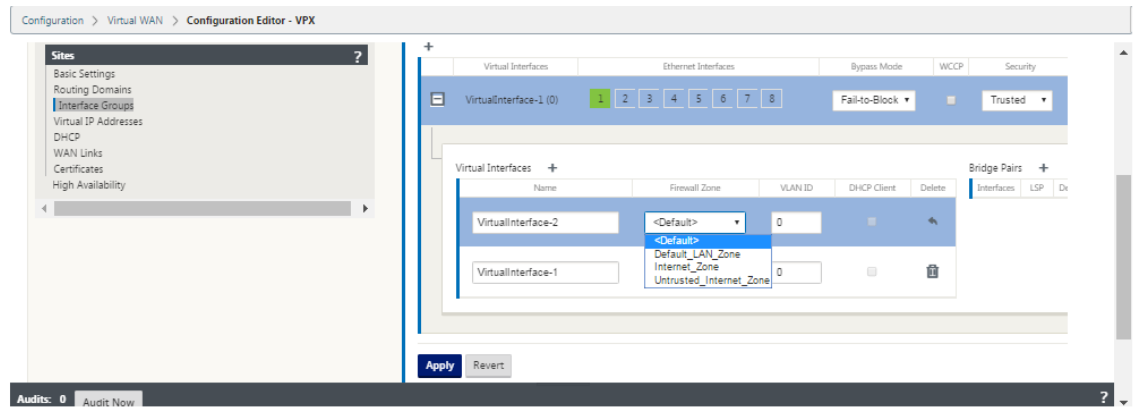 Configuration > Virtual WAN > Configuration Editor - VPX
Sites ?
Basic Settings
Routing Domains
Interface Groups
Virtual IP Addresses
DHCP
WAN Links
Certificates
High Availability
+
Virtual Interfaces Ethernet Interfaces Bypass Mode WCCP Security
VirtualInterface-1 (0) 1 2 3 4 5 6 7 8 Fail-to-Block Trusted
Virtual Interfaces +
Name Firewall Zone VLAN ID DHCP Client Delete
VirtualInterface-2 <Default> 0
<Default>
Default_LAN_Zone
Internet_Zone
Untrusted_Internet_Zone
VirtualInterface-1 0
Bridge Pairs +
Interfaces LSP De
Apply Revert
Audits: 0 Audit Now ?